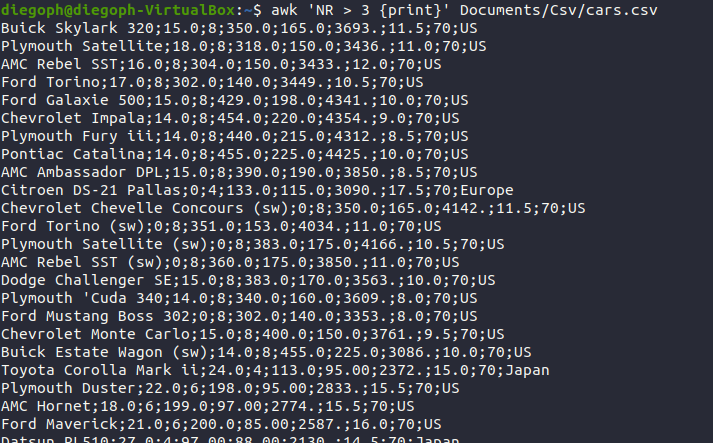 diegoph@diegoph-VirtualBox:~$ awk 'NR > 3 {print}' Documents/Csv/cars.csv
Buick Skylark 320;15.0;8;350.0;165.0;3693.;11.5;70;US
Plymouth Satellite;18.0;8;318.0;150.0;3436.;11.0;70;US
AMC Rebel SST;16.0;8;304.0;150.0;3433.;12.0;70;US
Ford Torino;17.0;8;302.0;140.0;3449.;10.5;70;US
Ford Galaxie 500;15.0;8;429.0;198.0;4341.;10.0;70;US
Chevrolet Impala;14.0;8;454.0;220.0;4354.;9.0;70;US
Plymouth Fury iii;14.0;8;440.0;215.0;4312.;8.5;70;US
Pontiac Catalina;14.0;8;455.0;225.0;4425.;10.0;70;US
AMC Ambassador DPL;15.0;8;390.0;190.0;3850.;8.5;70;US
Citroen DS-21 Pallas;0;4;133.0;115.0;3090.;17.5;70;Europe
Chevrolet Chevelle Concours (sw);0;8;350.0;165.0;4142.;11.5;70;US
Ford Torino (sw);0;8;351.0;153.0;4034.;11.0;70;US
Plymouth Satellite (sw);0;8;383.0;175.0;4166.;10.5;70;US
AMC Rebel SST (sw);0;8;360.0;175.0;3850.;11.0;70;US
Dodge Challenger SE;15.0;8;383.0;170.0;3563.;10.0;70;US
Plymouth 'Cuda 340;14.0;8;340.0;160.0;3609.;8.0;70;US
Ford Mustang Boss 302;0;8;302.0;140.0;3353.;8.0;70;US
Chevrolet Monte Carlo;15.0;8;400.0;150.0;3761.;9.5;70;US
Buick Estate Wagon (sw);14.0;8;455.0;225.0;3086.;10.0;70;US
Toyota Corolla Mark ii;24.0;4;113.0;95.00;2372.;15.0;70;Japan
Plymouth Duster;22.0;6;198.0;95.00;2833.;15.5;70;US
AMC Hornet;18.0;6;199.0;97.00;2774.;15.5;70;US
Ford Maverick;21.0;6;200.0;85.00;2587.;16.0;70;US
Datsun PL510;27.0;4;97.00;88.00;2130.;14.5;70;Japan